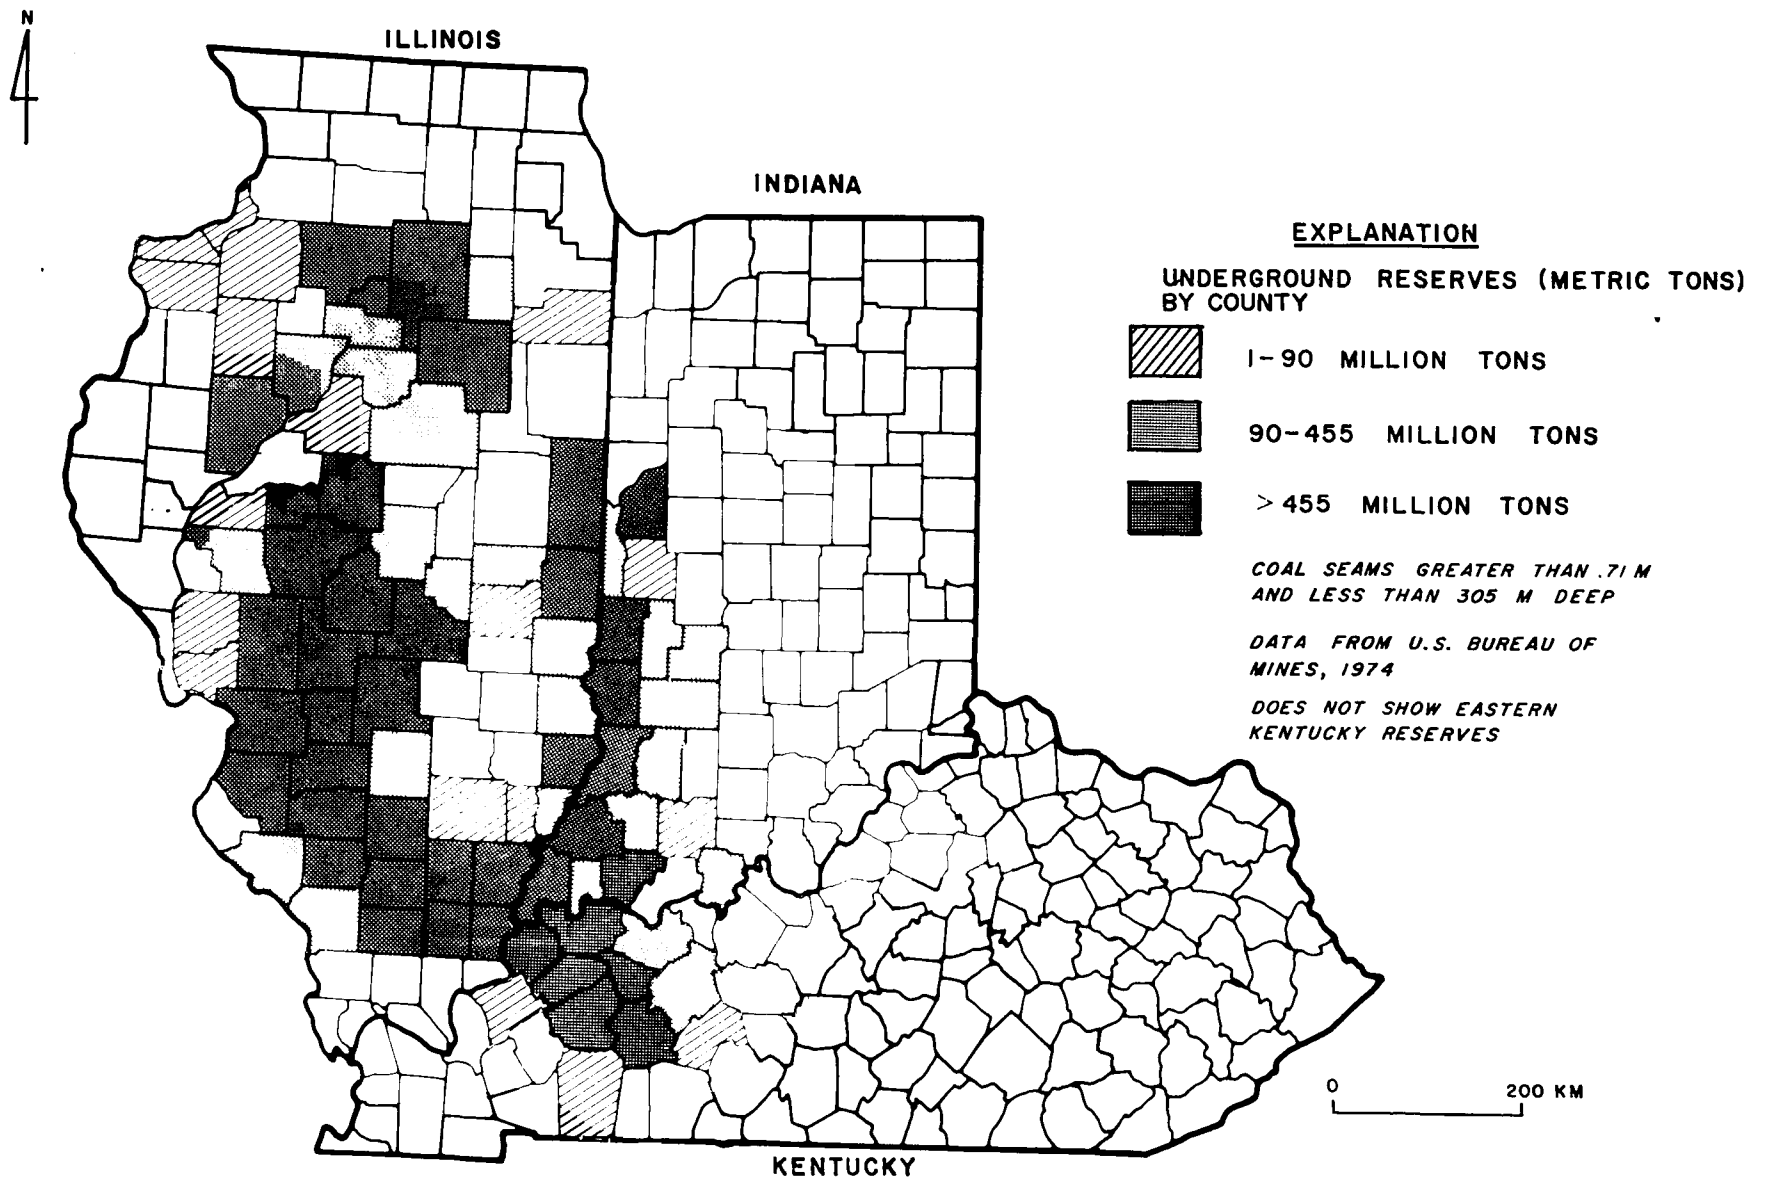 N
ILLINOIS
INDIANA
EXPLANATION
UNDERGROUND RESERVES (METRIC TONS)
BY COUNTY
1-90 MILLION TONS
90-455 MILLION TONS
>455 MILLION TONS
COAL SEAMS GREATER THAN .71 M
AND LESS THAN 305 M DEEP
DATA FROM U.S. BUREAU OF
MINES, 1974
DOES NOT SHOW EASTERN
KENTUCKY RESERVES
0 200 KM
KENTUCKY